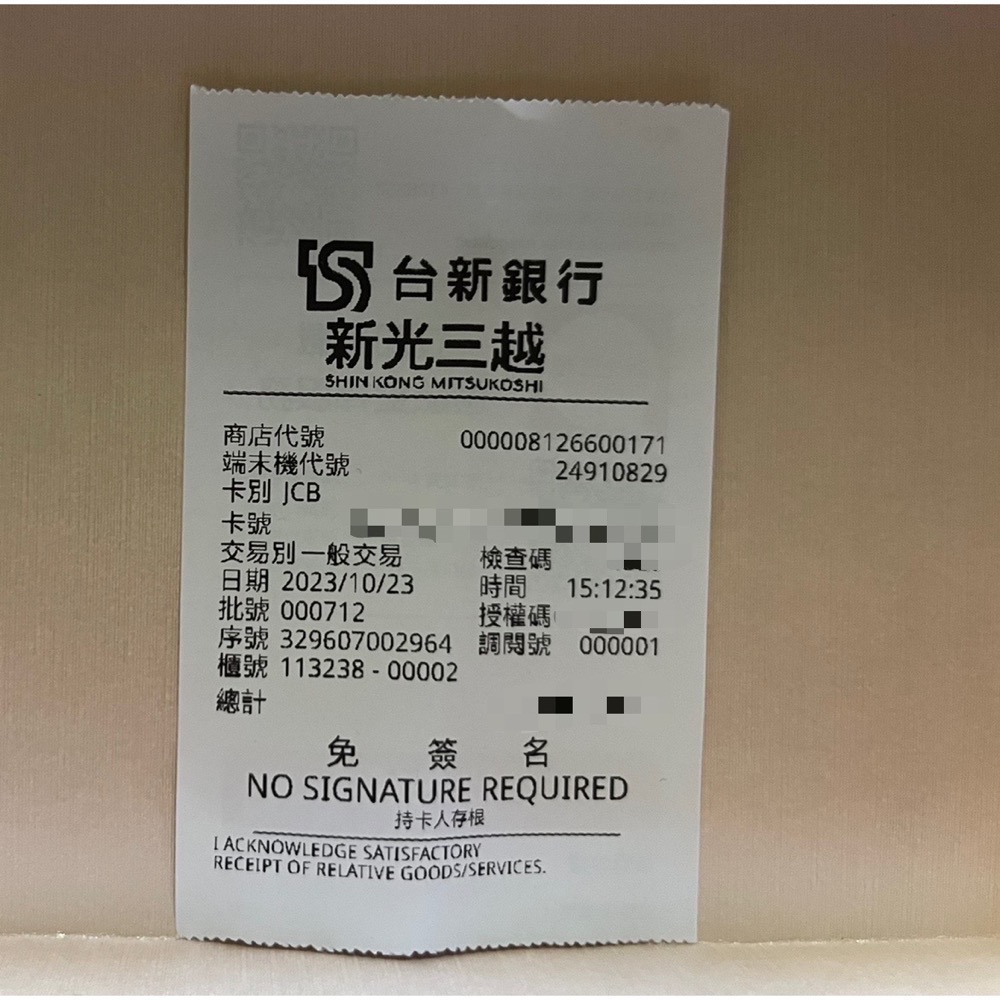 台新銀行
新光三越
SHIN KONG MITSUKOSHI
商店代號 000008126600171
端末機代號 24910829
卡別 JCB
卡號
交易別 一般交易 檢查碼
日期 2023/10/23 時間 15:12:35
批號 000712 授權碼
序號 329607002964 調閱號 000001
櫃號 113238 - 00002
總計
免 簽 名
NO SIGNATURE REQUIRED
持卡人存根
I ACKNOWLEDGE SATISFACTORY
RECEIPT OF RELATIVE GOODS/SERVICES.